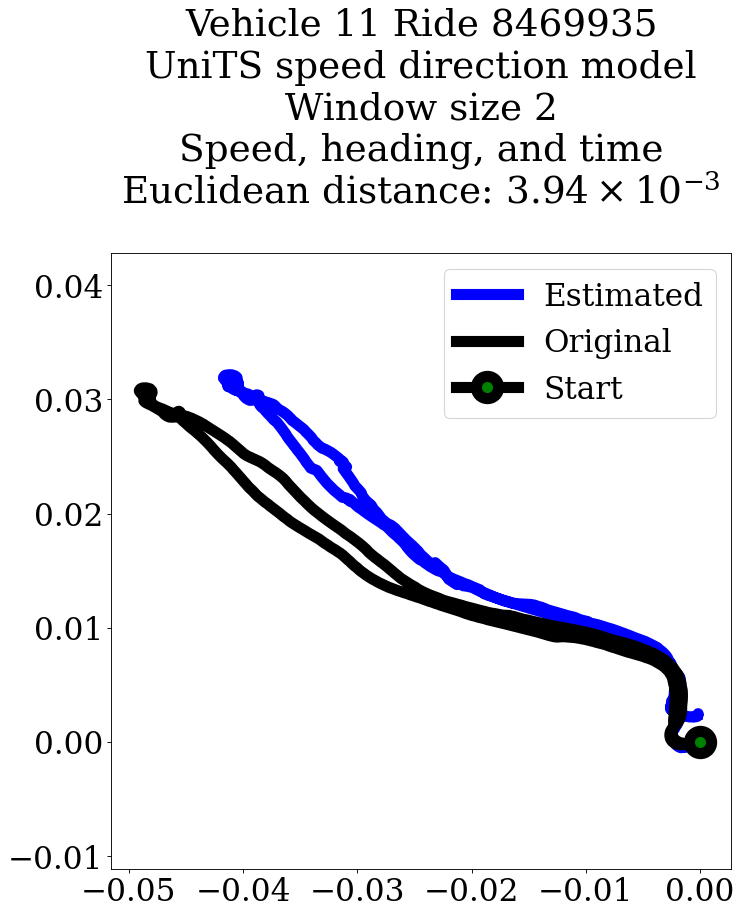 Vehicle 11 Ride 8469935
UniTS speed direction model
Window size 2
Speed, heading, and time
Euclidean distance: 3.94 × 10⁻³
Estimated
Original
Start
0.04
0.03
0.02
0.01
0.00
−0.01
−0.05 −0.04 −0.03 −0.02 −0.01 0.00